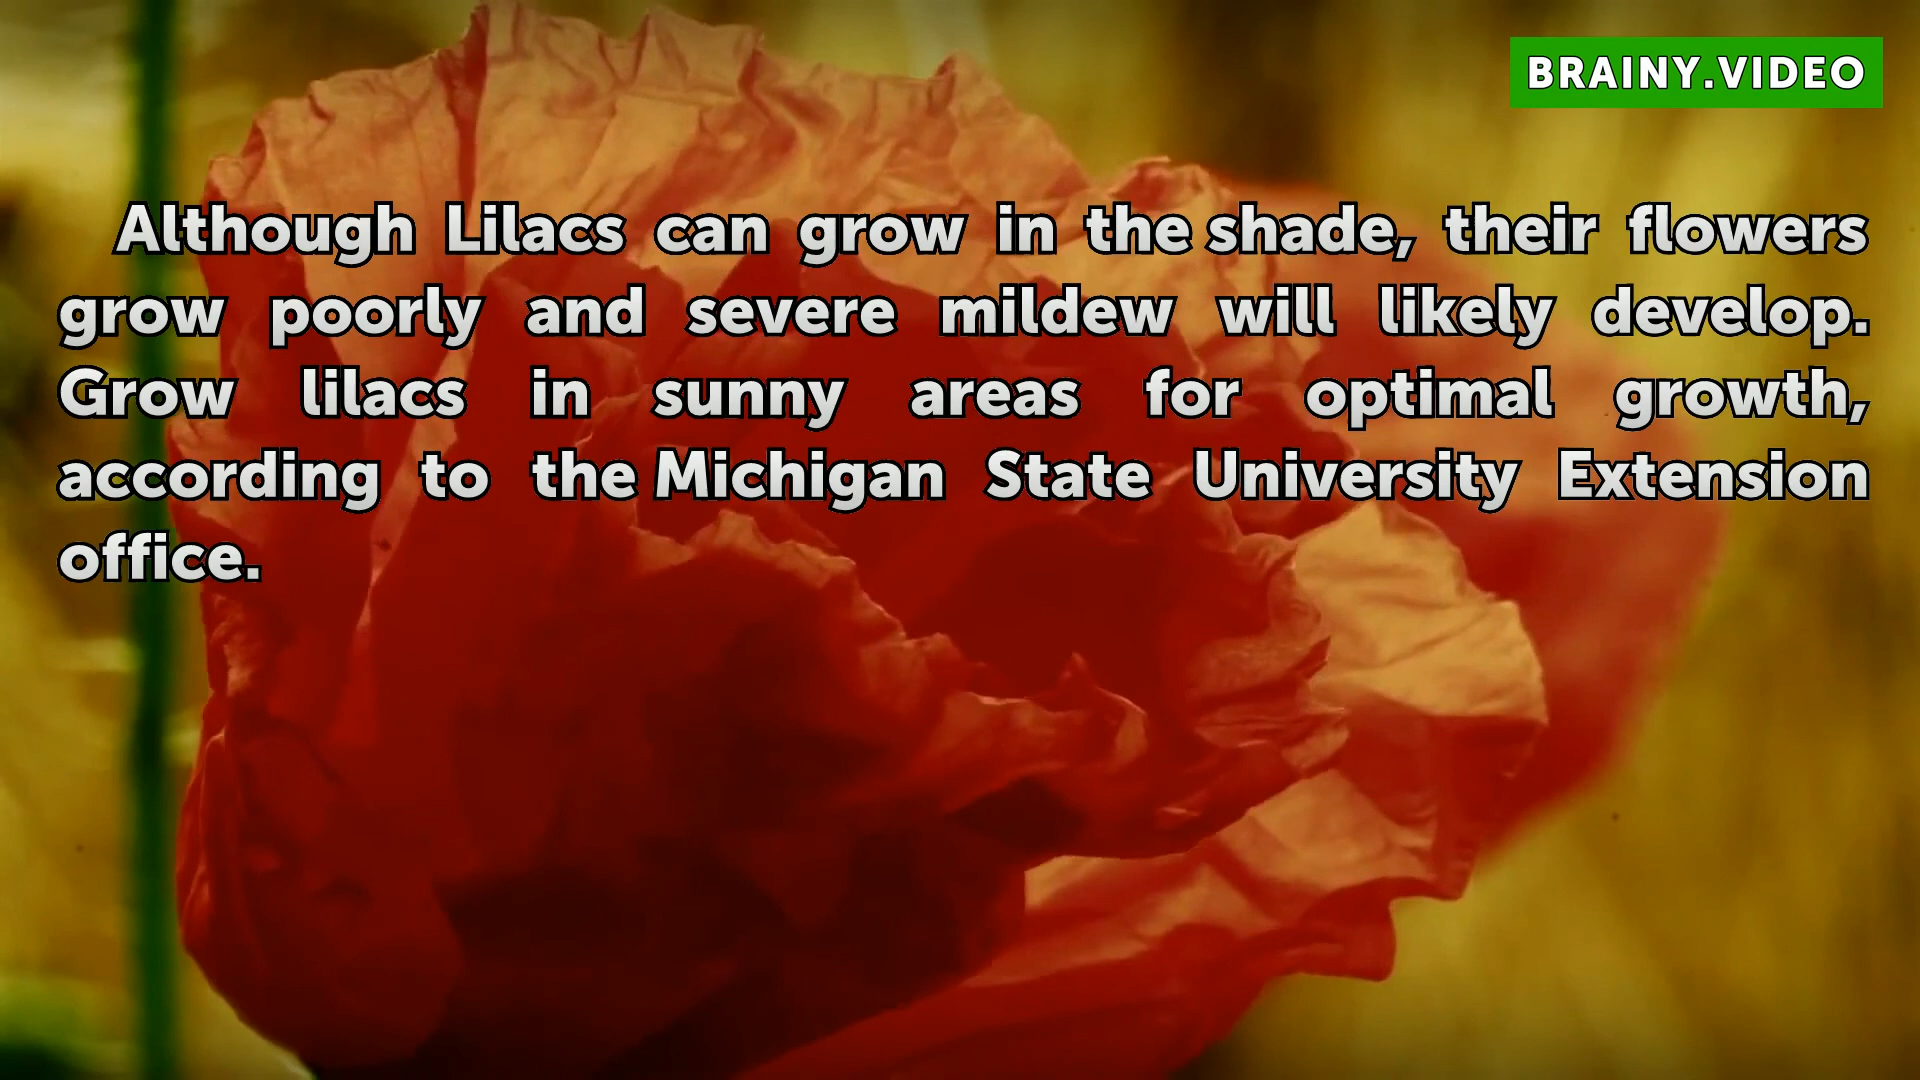 BRAINY.VIDEO
Although Lilacs can grow in the shade, their flowers
grow poorly and severe mildew will likely develop.
Grow lilacs in sunny areas for optimal growth,
according to the Michigan State University Extension
office.